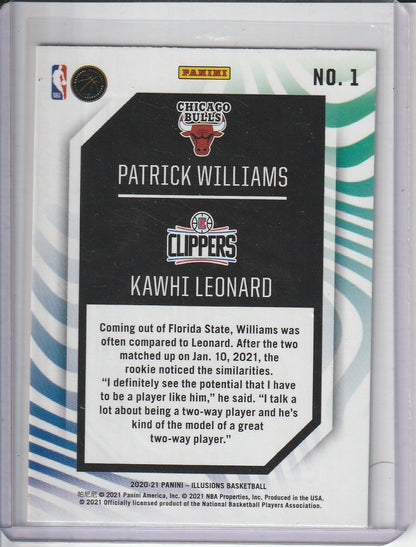 PANINI
NO. 1
CHICAGO
BULLS
PATRICK WILLIAMS
CLIPPERS
KAWHI LEONARD
Coming out of Florida State, Williams was
often compared to Leonard. After the two
matched up on Jan. 10, 2021, the
rookie noticed the similarities.
“I definitely see the potential that I have
to be a player like him,” he said. “I talk a
lot about being a two-way player and he’s
kind of the model of a great
two-way player.”
2020-21 PANINI – ILLUSIONS BASKETBALL
帕尼尼 © 2021 Panini America, Inc. © 2021 NBA Properties, Inc. Produced in the USA.
© 2021 Officially licensed product of the National Basketball Players Association.